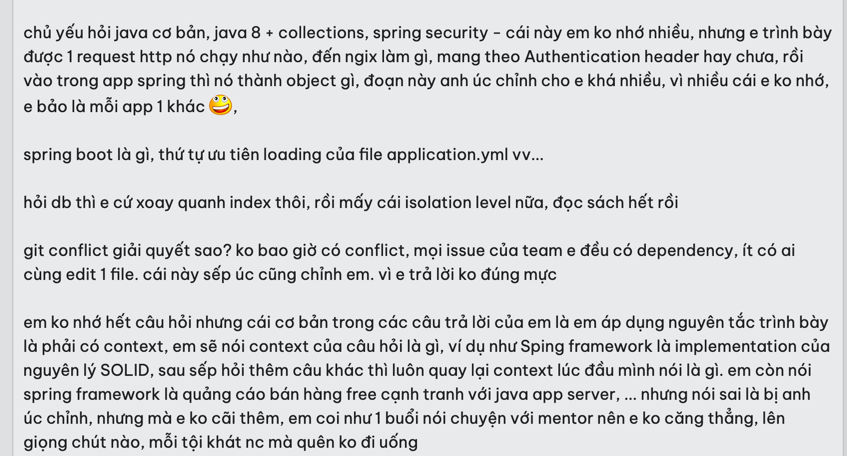 chủ yếu hỏi java cơ bản, java 8 + collections, spring security - cái này em ko nhớ nhiều, nhưng e trình bày
được 1 request http nó chạy như nào, đến ngix làm gì, mang theo Authentication header hay chưa, rồi
vào trong app spring thì nó thành object gì, đoạn này anh úc chỉnh cho e khá nhiều, vì nhiều cái e ko nhớ,
e bảo là mỗi app 1 khác 😃,
spring boot là gì, thứ tự ưu tiên loading của file application.yml vv...
hỏi db thì e cứ xoay quanh index thôi, rồi mấy cái isolation level nữa, đọc sách hết rồi
git conflict giải quyết sao? ko bao giờ có conflict, mọi issue của team e đều có dependency, ít có ai
cùng edit 1 file. cái này sếp úc cũng chỉnh em. vì e trả lời ko đúng mực
em ko nhớ hết câu hỏi nhưng cái cơ bản trong các câu trả lời của em là em áp dụng nguyên tắc trình bày
là phải có context, em sẽ nói context của câu hỏi là gì, ví dụ như Sping framework là implementation của
nguyên lý SOLID, sau sếp hỏi thêm câu khác thì luôn quay lại context lúc đầu mình nói là gì. em còn nói
spring framework là quảng cáo bán hàng free cạnh tranh với java app server, ... nhưng nói sai là bị anh
úc chỉnh, nhưng mà e ko cãi thêm, em coi như 1 buổi nói chuyện với mentor nên e ko căng thẳng, lên
giọng chút nào, mỗi tội khát nc mà quên ko đi uống